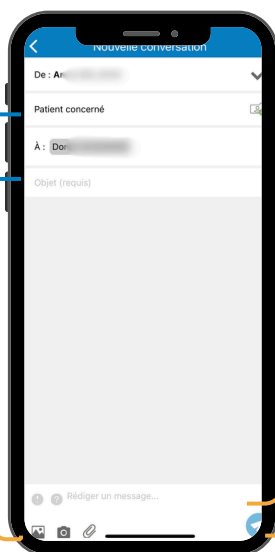 Nouvelle conversation
De :
Patient concerné
À :
Objet (requis)
Rédiger un message...